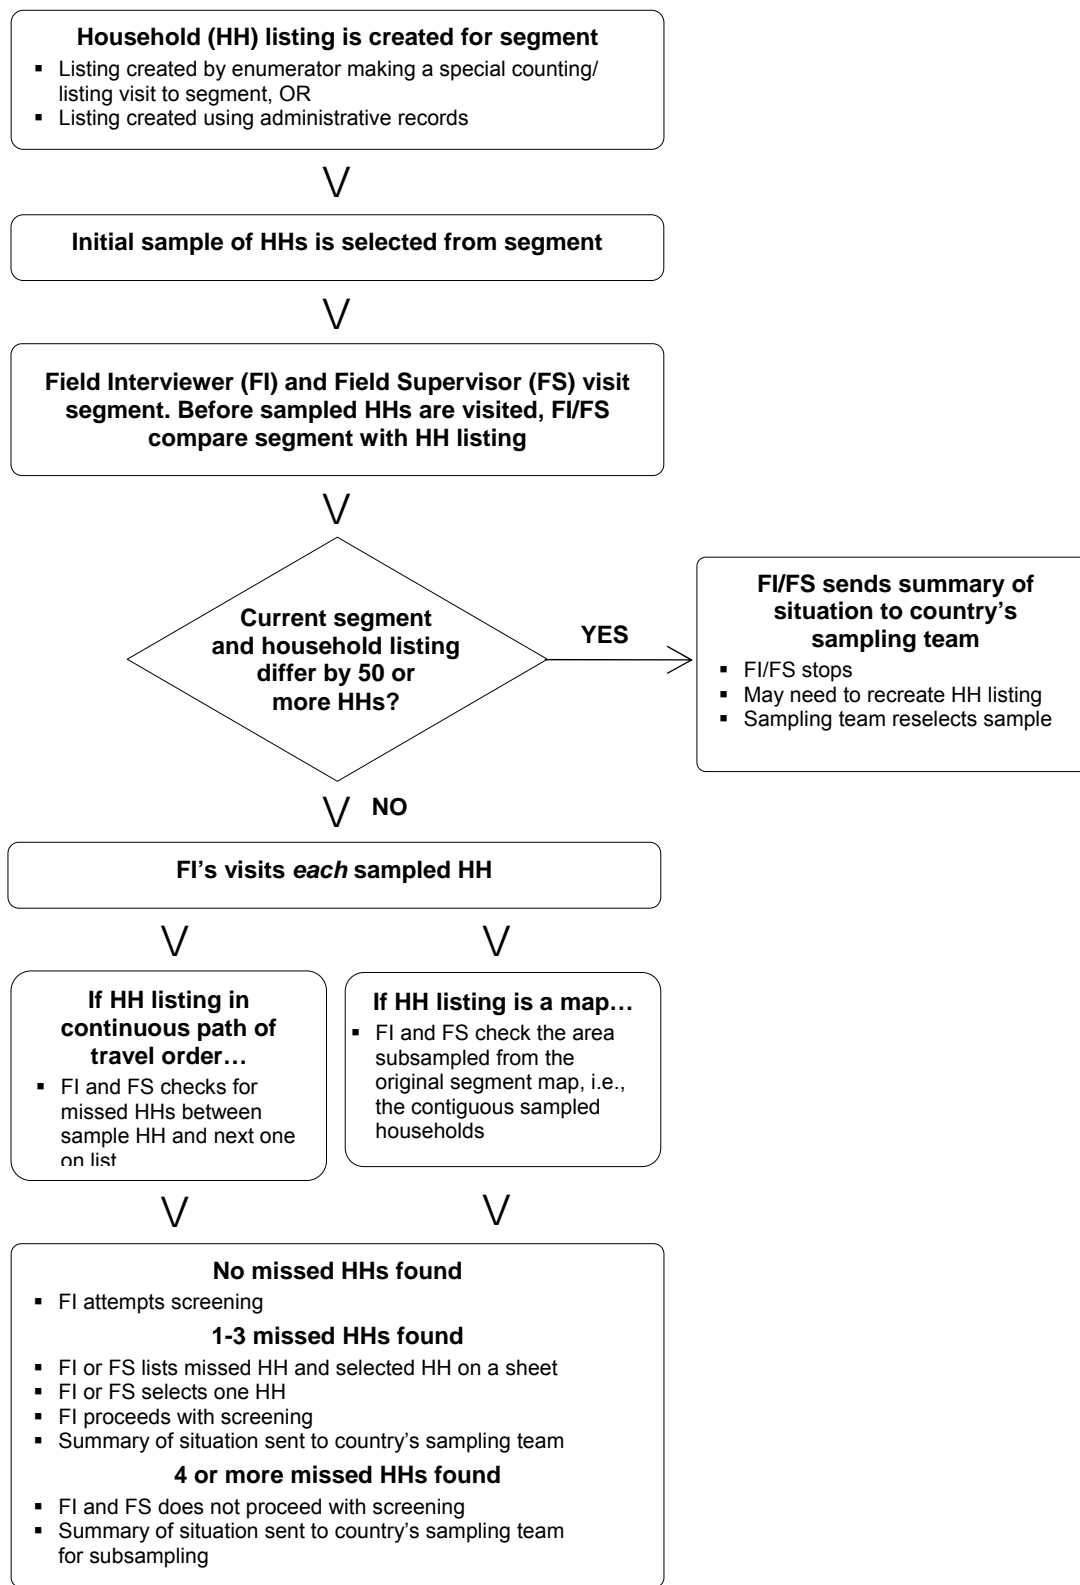 Household (HH) listing is created for segment
▪ Listing created by enumerator making a special counting/
listing visit to segment, OR
▪ Listing created using administrative records
Initial sample of HHs is selected from segment
Field Interviewer (FI) and Field Supervisor (FS) visit
segment. Before sampled HHs are visited, FI/FS
compare segment with HH listing
Current segment
and household listing
differ by 50 or
more HHs?
YES
FI/FS sends summary of
situation to country’s
sampling team
▪ FI/FS stops
▪ May need to recreate HH listing
▪ Sampling team reselects sample
NO
FI’s visits each sampled HH
If HH listing in
continuous path of
travel order…
▪ FI and FS checks for
missed HHs between
sample HH and next one
on list
If HH listing is a map…
▪ FI and FS check the area
subsampled from the
original segment map, i.e.,
the contiguous sampled
households
No missed HHs found
▪ FI attempts screening
1-3 missed HHs found
▪ FI or FS lists missed HH and selected HH on a sheet
▪ FI or FS selects one HH
▪ FI proceeds with screening
▪ Summary of situation sent to country’s sampling team
4 or more missed HHs found
▪ FI and FS does not proceed with screening
▪ Summary of situation sent to country’s sampling team
for subsampling